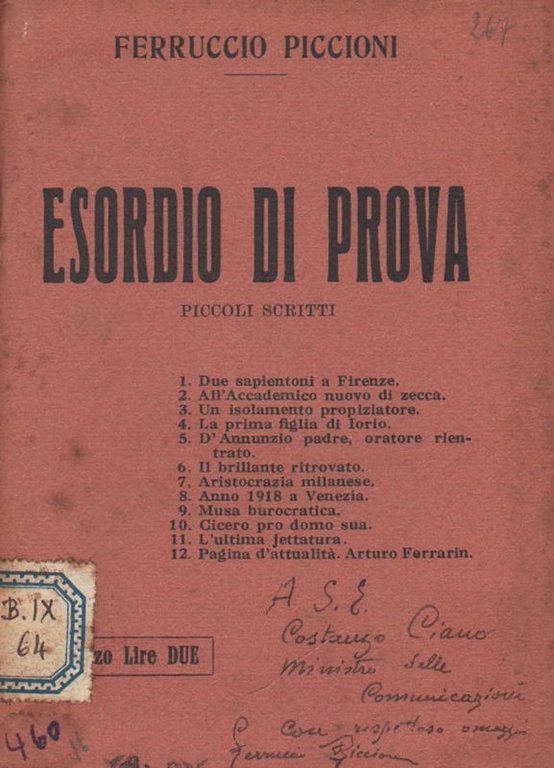 267
FERRUCCIO PICCIONI
ESORDIO DI PROVA
PICCOLI SCRITTI
1. Due sapientoni a Firenze.
2. All'Accademico nuovo di zecca.
3. Un isolamento propiziatore.
4. La prima figlia di Iorio.
5. D'Annunzio padre, oratore rien-
trato.
6. Il brillante ritrovato.
7, Aristocrazia milanese.
8. Anno 1918 a Venezia.
9. Musa burocratica.
10. Cicero pro domo sua.
11. L'ultima jettatura.
12. Pagina d'attualità. Arturo Ferrarin.
A S. E.
Costanzo Ciano
Ministro delle
Comunicazioni
Con rispettoso omaggio
Ferruccio Piccioni
B. IX
64
zo Lire DUE
460